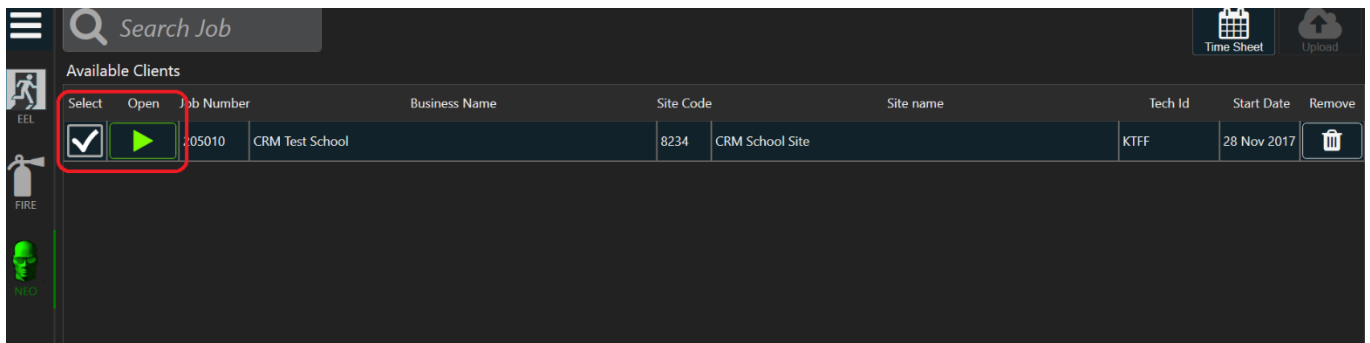 Search Job
Time Sheet
Upload
Available Clients
EEL
Select Open Job Number Business Name Site Code Site name Tech Id Start Date Remove
205010 CRM Test School 8234 CRM School Site KTFF 28 Nov 2017
FIRE
NEO